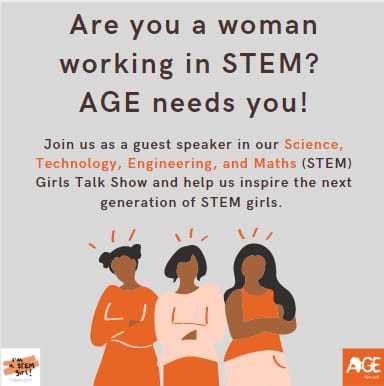 Are you a woman
working in STEM?
AGE needs you!
Join us as a guest speaker in our Science,
Technology, Engineering, and Maths (STEM)
Girls Talk Show and help us inspire the next
generation of STEM girls.
I'm
a STEM
girl!
AGE